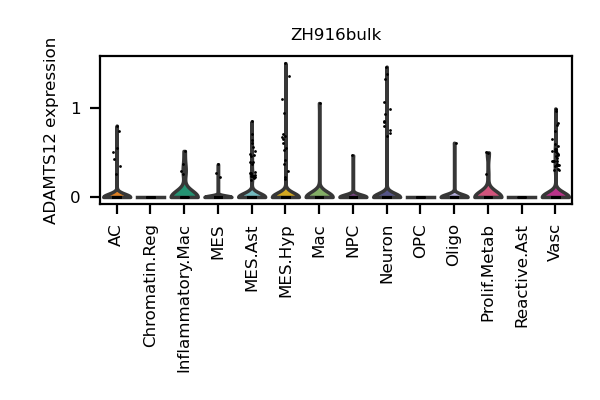 ZH916bulk
ADAMTS12 expression
1
0
AC
Chromatin.Reg
Inflammatory.Mac
MES
MES.Ast
MES.Hyp
Mac
NPC
Neuron
OPC
Oligo
Prolif.Metab
Reactive.Ast
Vasc